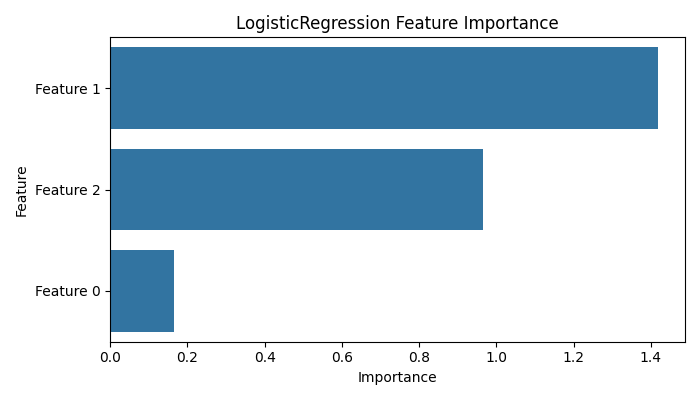 LogisticRegression Feature Importance
Feature
Feature 1
Feature 2
Feature 0
0.0 0.2 0.4 0.6 0.8 1.0 1.2 1.4
Importance